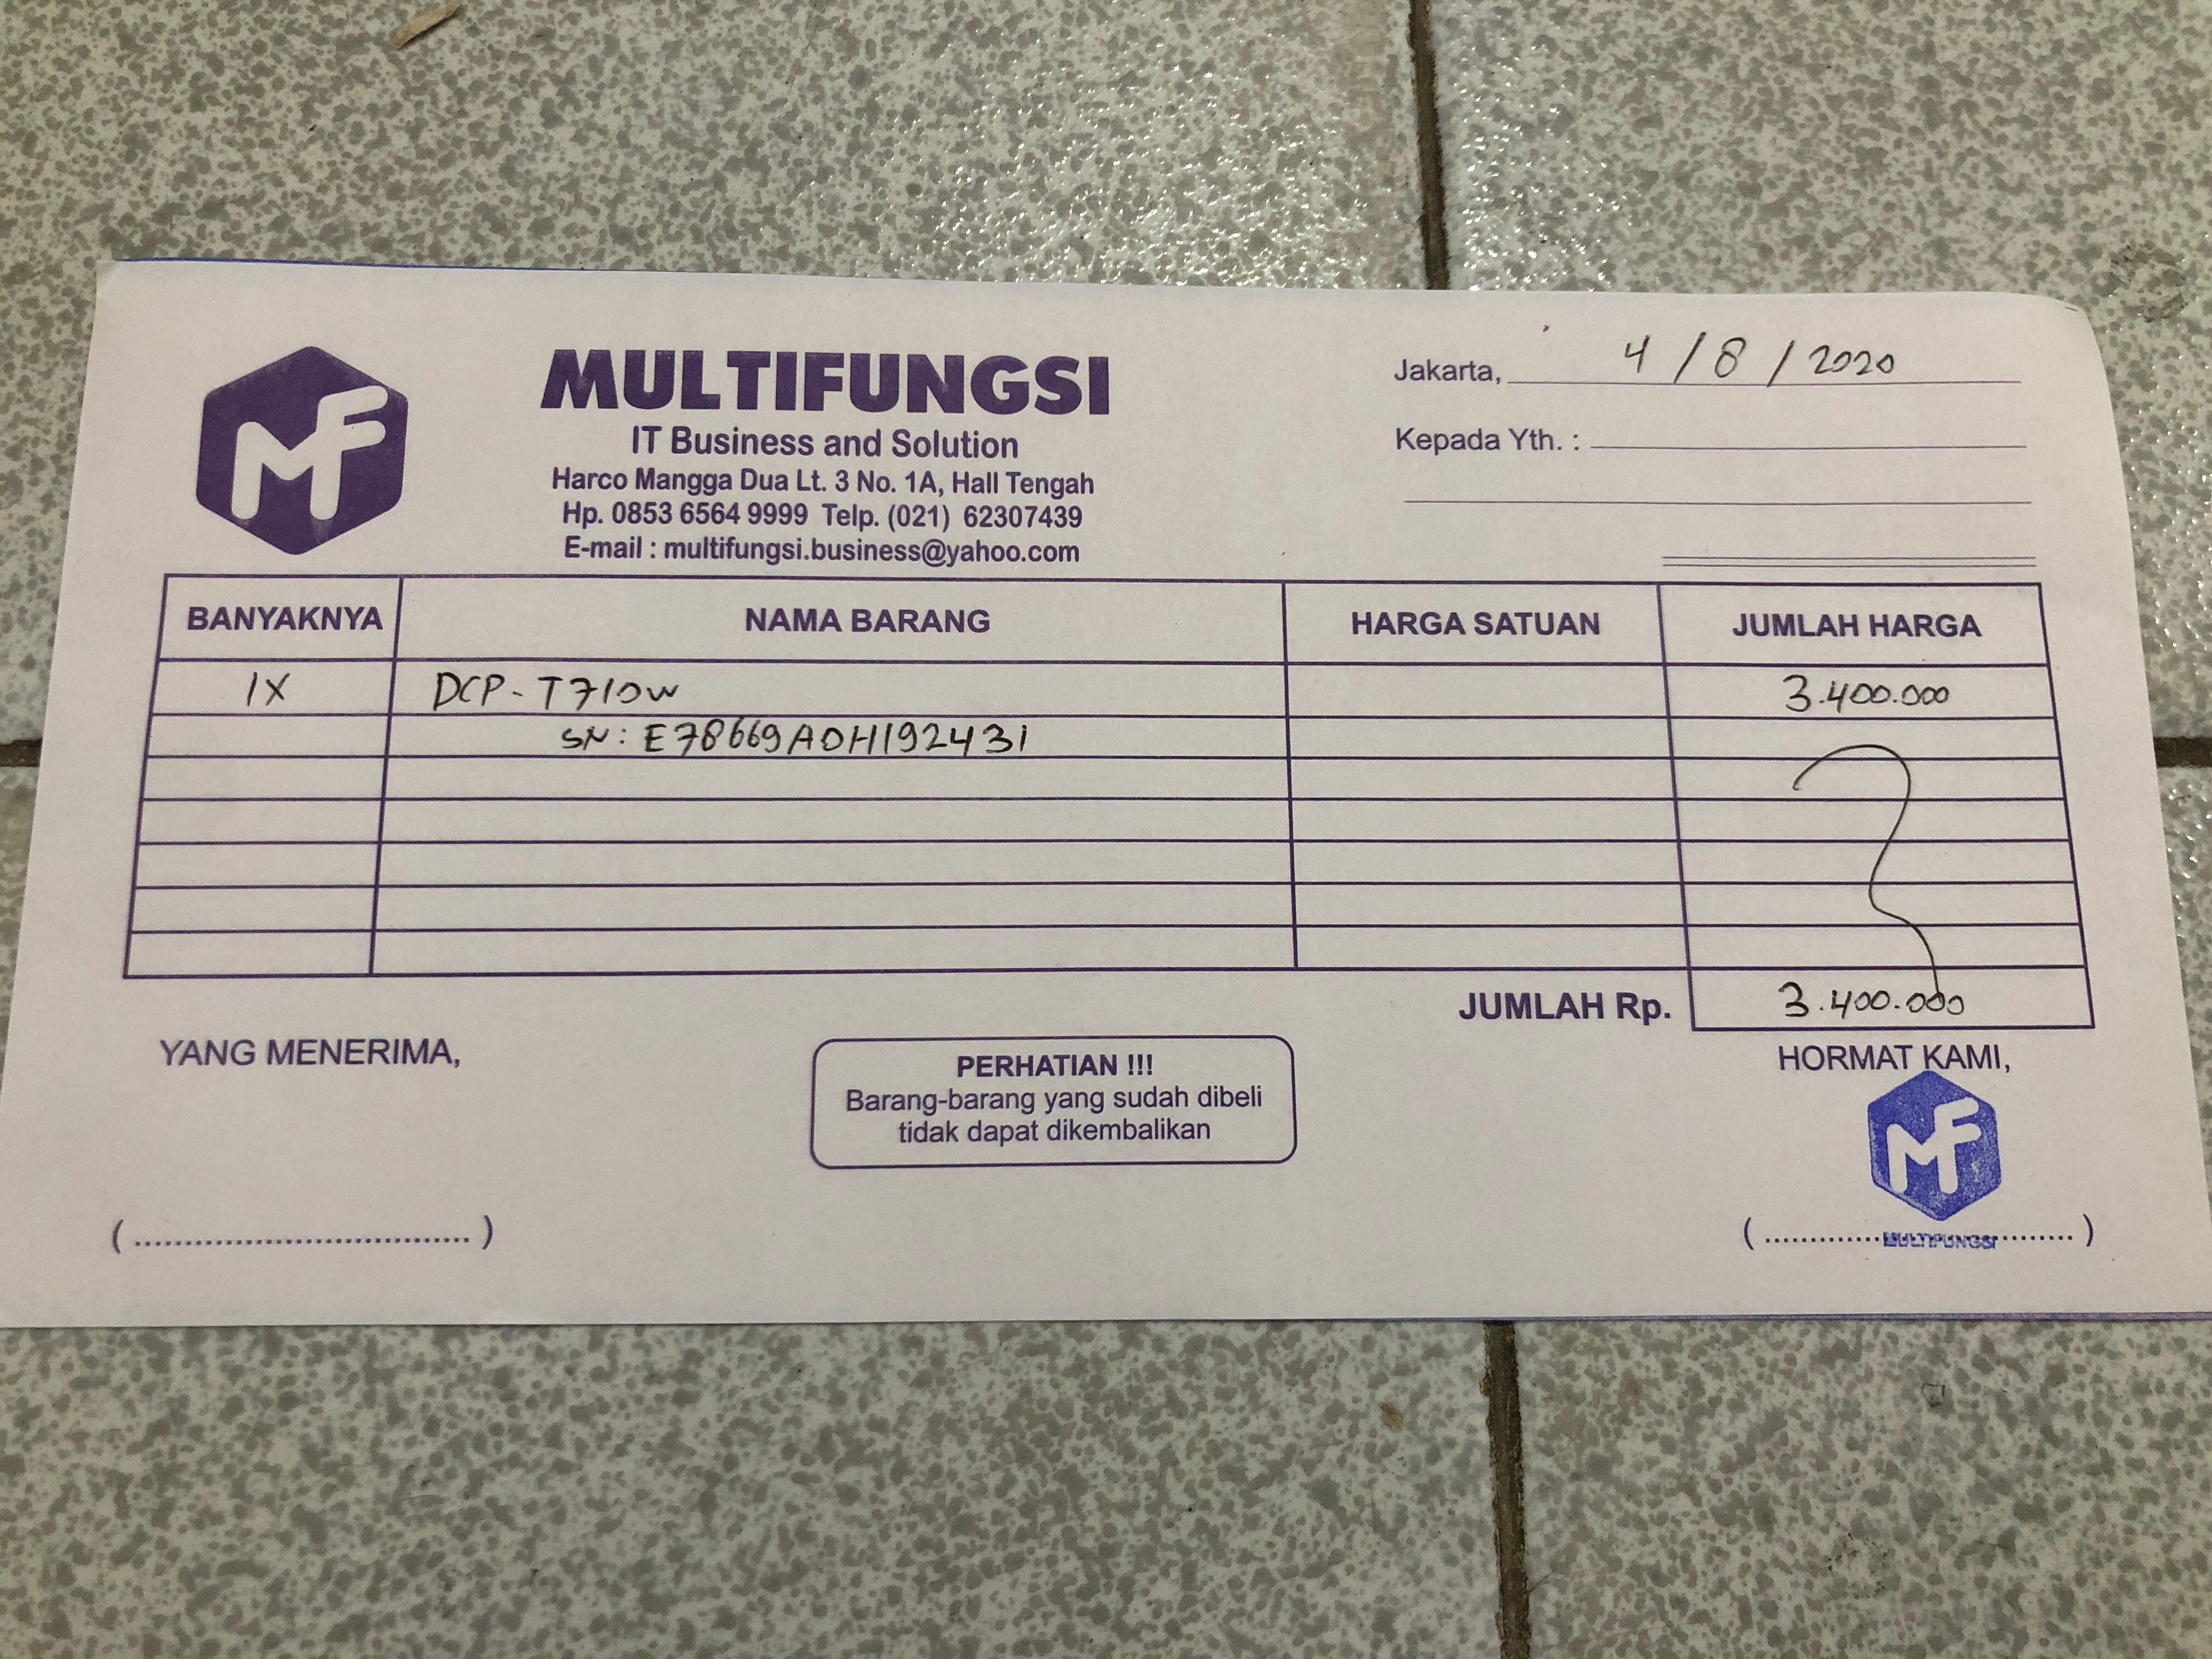 MF
MULTIFUNGSI
IT Business and Solution
Harco Mangga Dua Lt. 3 No. 1A, Hall Tengah
Hp. 0853 6564 9999 Telp. (021) 62307439
E-mail : multifungsi.business@yahoo.com
Jakarta, 4 / 8 / 2020
Kepada Yth. :
BANYAKNYA NAMA BARANG HARGA SATUAN JUMLAH HARGA
1X DCP-T710W 3.400.000
SN: E78669A0H192431
JUMLAH Rp. 3.400.000
YANG MENERIMA,
PERHATIAN !!!
Barang-barang yang sudah dibeli
tidak dapat dikembalikan
HORMAT KAMI,
MF
MULTIFUNGSI
(....................................)
(....................................)